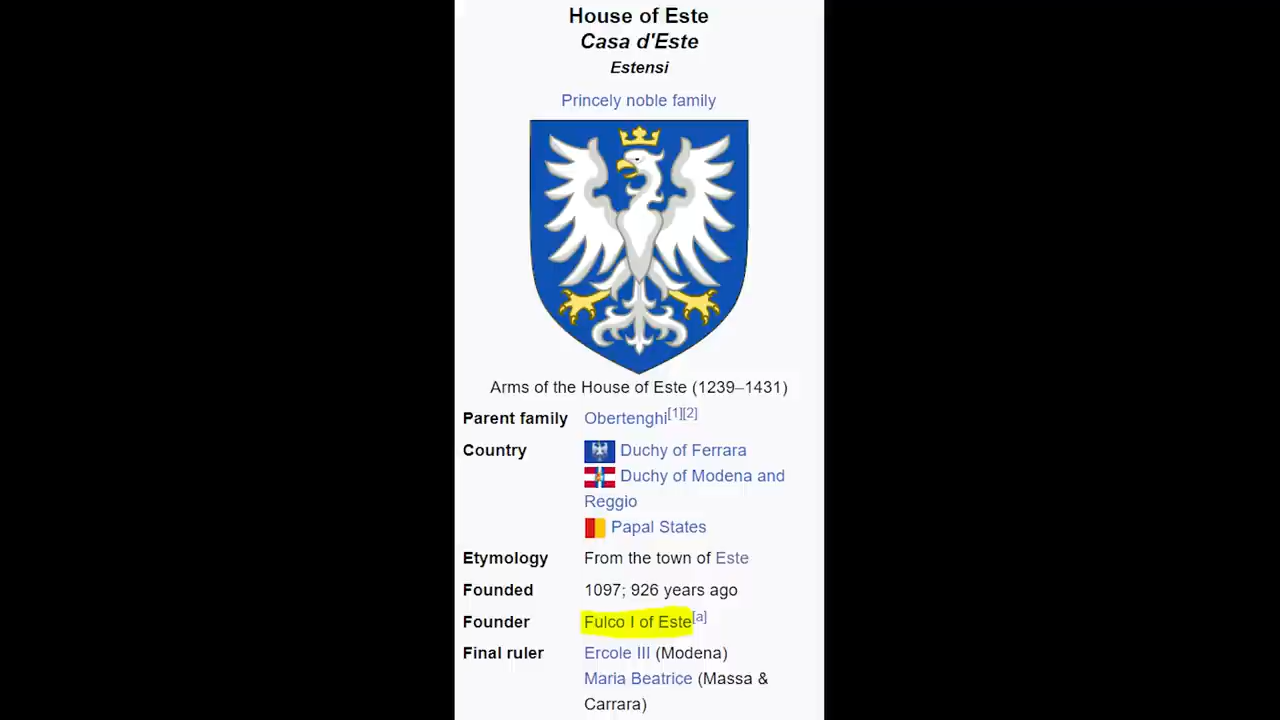 House of Este
Casa d'Este
Estensi
Princely noble family
Arms of the House of Este (1239–1431)
Parent family Obertenghi[1][2]
Country Duchy of Ferrara
Duchy of Modena and
Reggio
Papal States
Etymology From the town of Este
Founded 1097; 926 years ago
Founder Fulco I of Este[a]
Final ruler Ercole III (Modena)
Maria Beatrice (Massa &
Carrara)